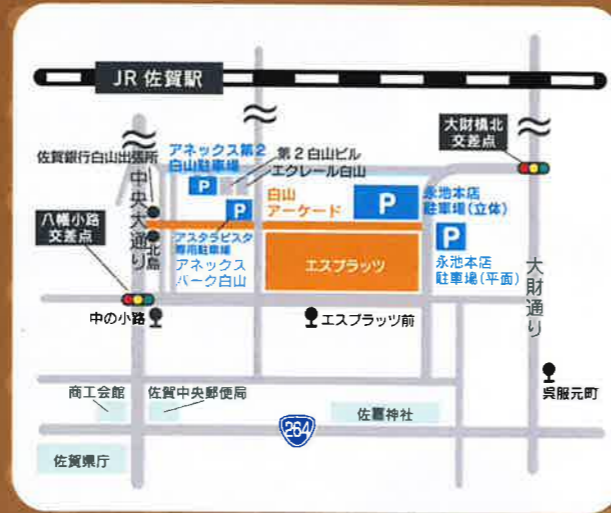 JR 佐賀駅
大財橋北
交差点
佐賀銀行白山出張所
アネックス第2
白山駐車場
第2白山ビル
エクレール白山
中央大通り
八幡小路
交差点
北島
白山
アーケード
永池本店
駐車場(立体)
アスタラビスタ
専用駐車場
アネックス
パーク白山
エスプラッツ
永池本店
駐車場(平面)
大財通り
中の小路
エスプラッツ前
呉服元町
商工会館
佐賀中央郵便局
佐嘉神社
264
佐賀県庁
P
P
P
P